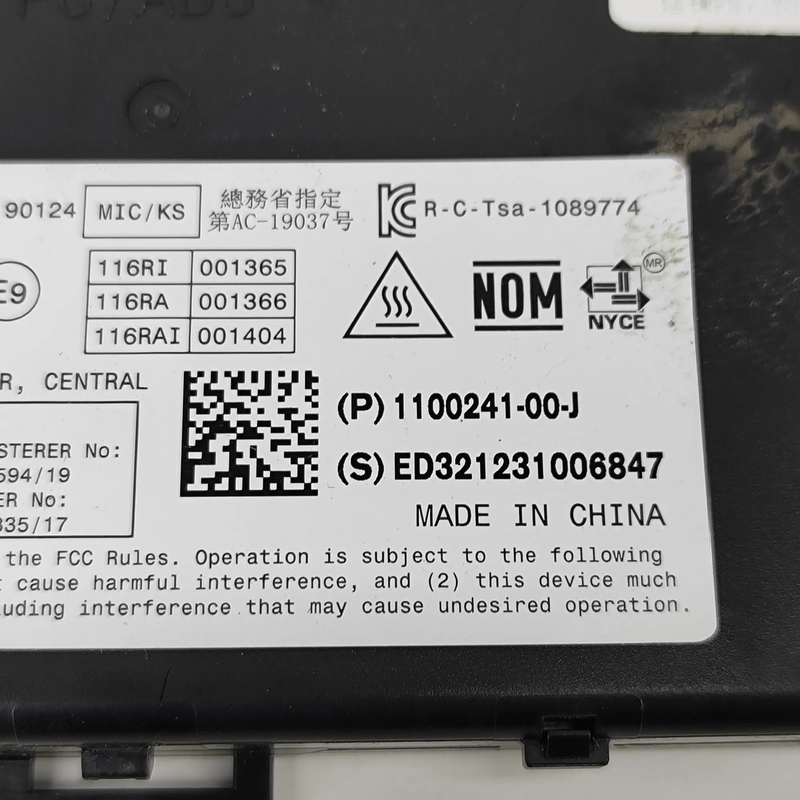 90124
MIC/KS
總務省指定
第AC-19037号
R-C-Tsa-1089774
E9
116RI 001365
116RA 001366
116RAI 001404
NOM
MR
NYCE
R, CENTRAL
(P) 1100241-00-J
(S) ED321231006847
MADE IN CHINA
STERER No:
594/19
ER No:
335/17
the FCC Rules. Operation is subject to the following
cause harmful interference, and (2) this device much
uding interference that may cause undesired operation.